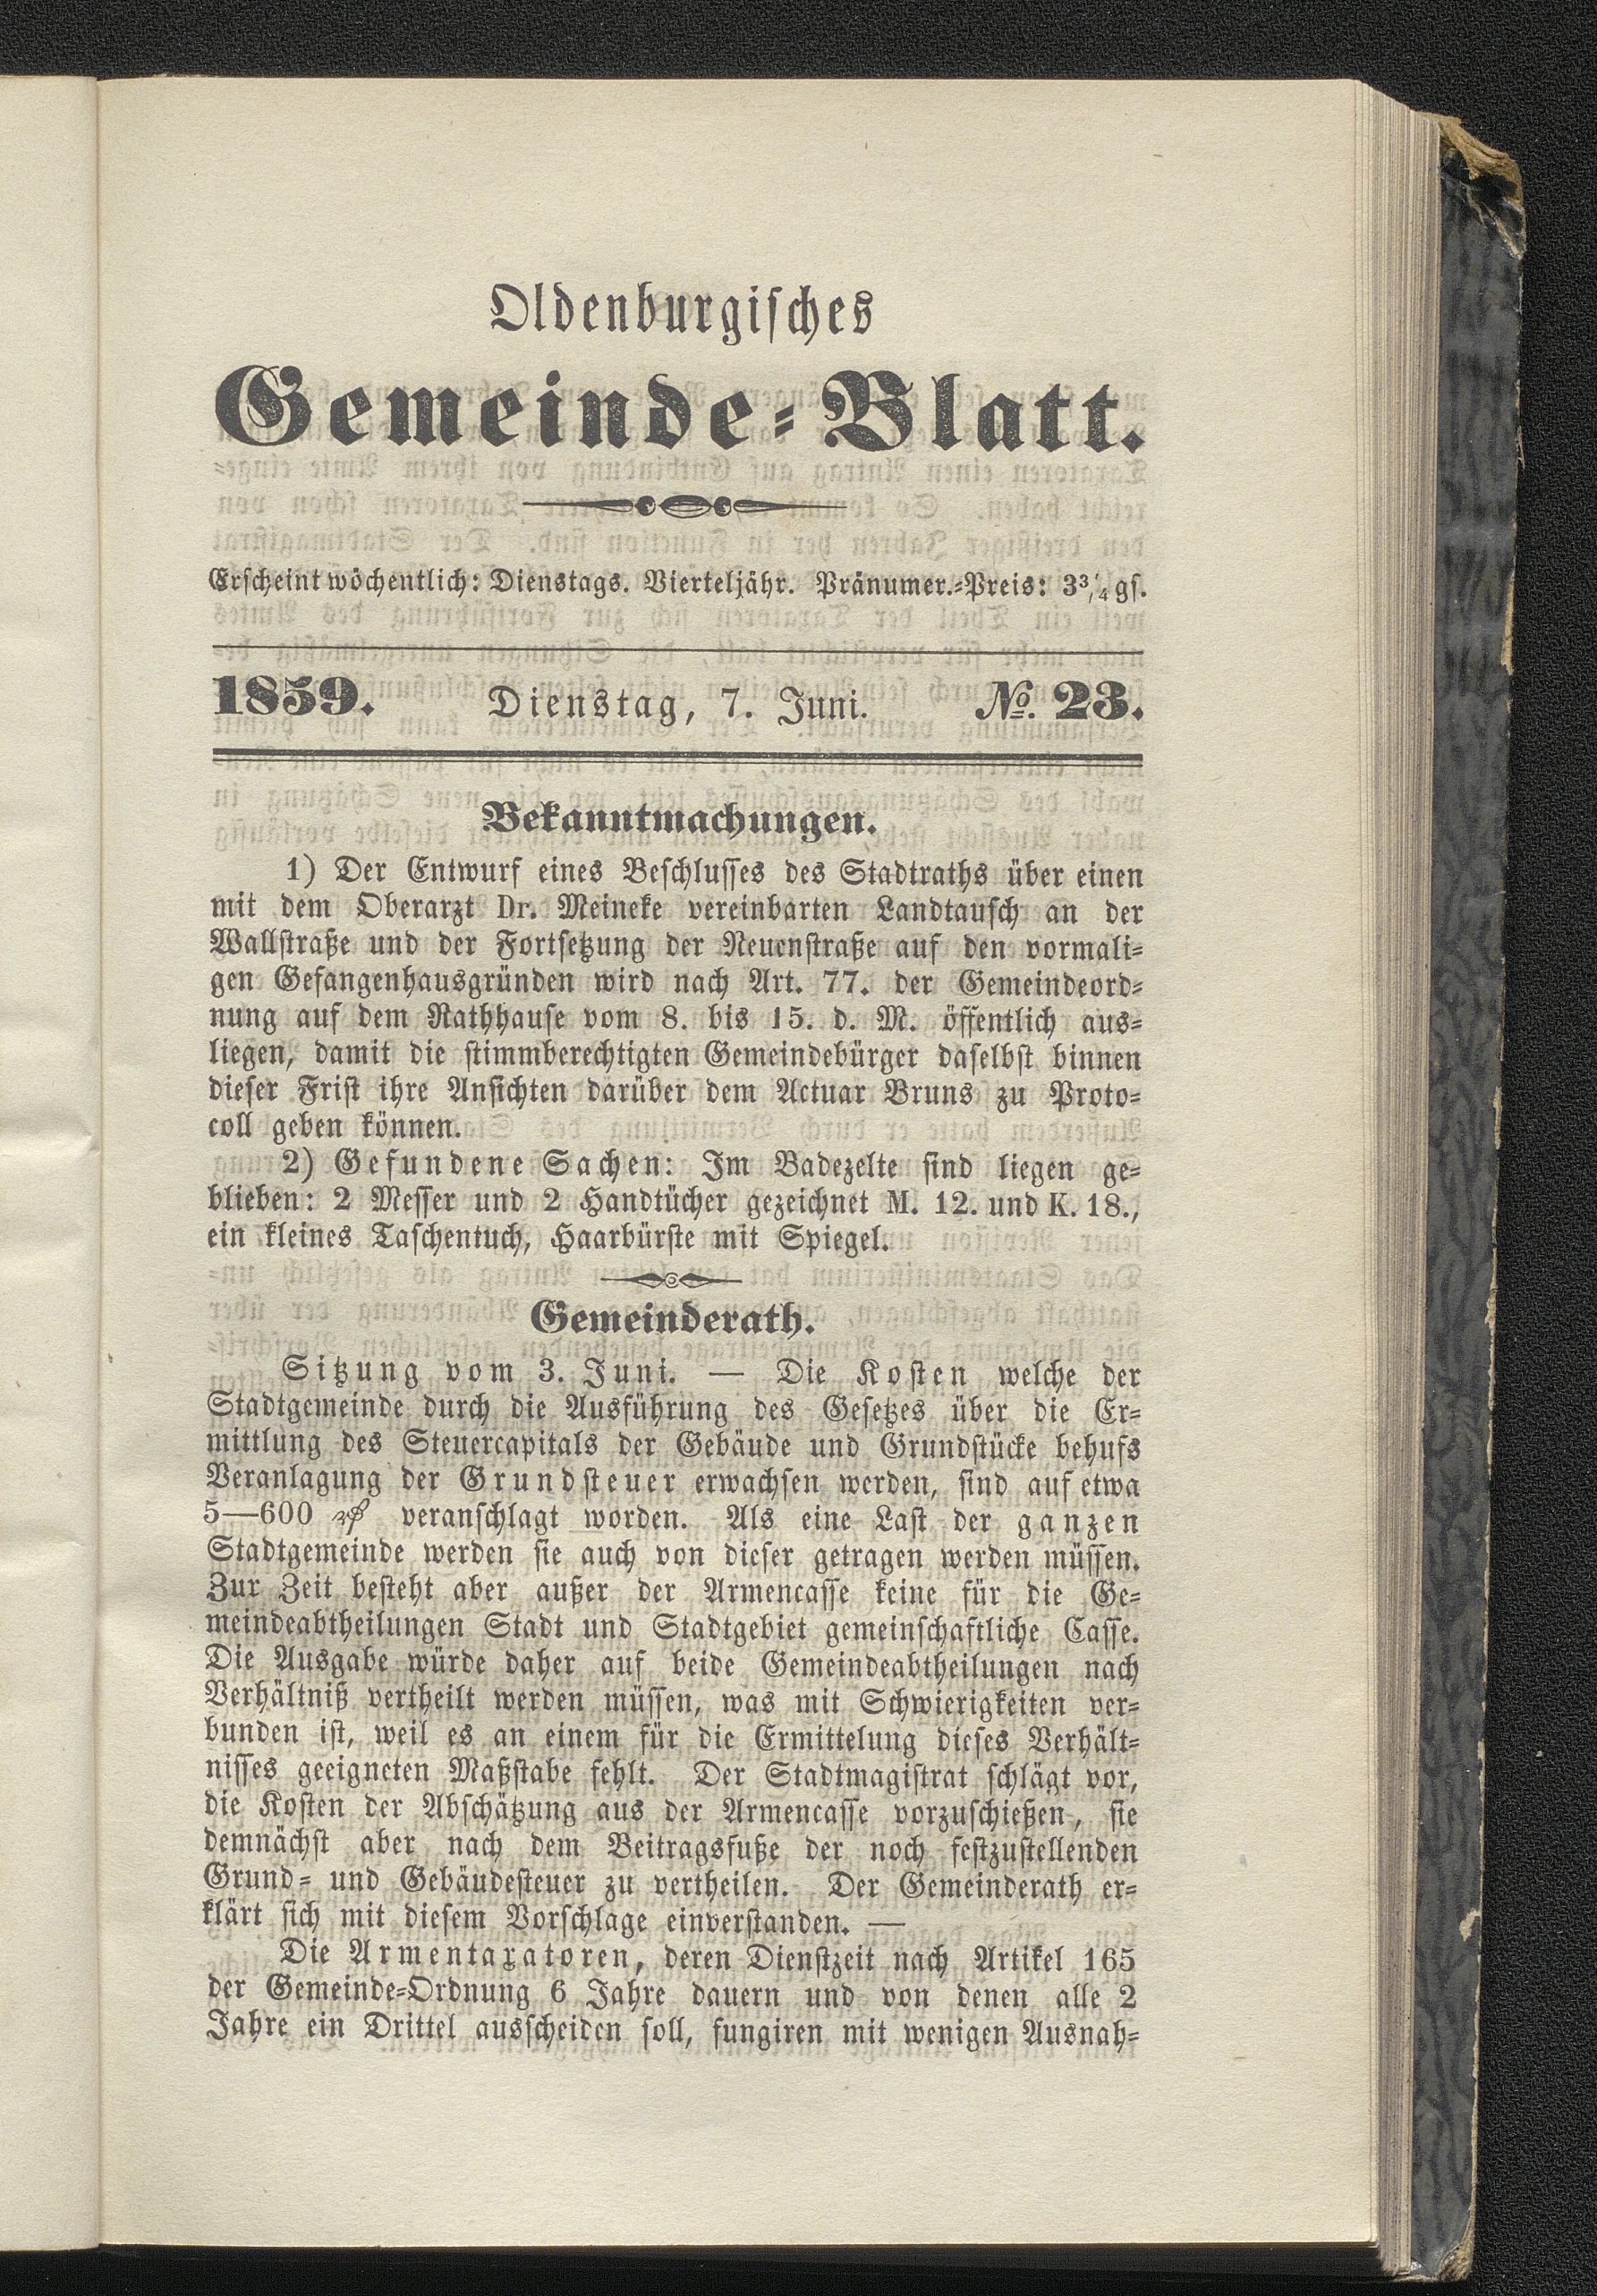 Oldenburgisches
Gemeinde-Blatt.
Erscheint wöchentlich: Dienstags. Vierteljähr. Pränumer.-Preis: 3¾ gs.
1859. Dienstag, 7. Juni. No. 23.
Bekanntmachungen.
1) Der Entwurf eines Beschlusses des Stadtraths über einen
mit dem Oberarzt Dr. Meineke vereinbarten Landtausch an der
Wallstraße und der Fortsetzung der Neuenstraße auf den vormali-
gen Gefangenhausgründen wird nach Art. 77. der Gemeindeord-
nung auf dem Rathhause vom 8. bis 15. d. M. öffentlich aus-
liegen, damit die stimmberechtigten Gemeindebürger daselbst binnen
dieser Frist ihre Ansichten darüber dem Actuar Bruns zu Proto-
coll geben können.
2) Gefundene Sachen: Im Badezelte sind liegen ge-
blieben: 2 Messer und 2 Handtücher gezeichnet M. 12. und K. 18.,
ein kleines Taschentuch, Haarbürste mit Spiegel.
Gemeinderath.
Sitzung vom 3. Juni. — Die Kosten welche der
Stadtgemeinde durch die Ausführung des Gesetzes über die Er-
mittlung des Steuercapitals der Gebäude und Grundstücke behufs
Veranlagung der Grundsteuer erwachsen werden, sind auf etwa
5—600 ₰ veranschlagt worden. Als eine Last der ganzen
Stadtgemeinde werden sie auch von dieser getragen werden müssen.
Zur Zeit besteht aber außer der Armencasse keine für die Ge-
meindeabtheilungen Stadt und Stadtgebiet gemeinschaftliche Casse.
Die Ausgabe würde daher auf beide Gemeindeabtheilungen nach
Verhältniß vertheilt werden müssen, was mit Schwierigkeiten ver-
bunden ist, weil es an einem für die Ermittelung dieses Verhält-
nisses geeigneten Maßstabe fehlt. Der Stadtmagistrat schlägt vor,
die Kosten der Abschätzung aus der Armencasse vorzuschießen, sie
demnächst aber nach dem Beitragsfuße der noch festzustellenden
Grund- und Gebäudesteuer zu vertheilen. Der Gemeinderath er-
klärt sich mit diesem Vorschlage einverstanden. —
Die Armentaxatoren, deren Dienstzeit nach Artikel 165
der Gemeinde-Ordnung 6 Jahre dauern und von denen alle 2
Jahre ein Drittel ausscheiden soll, fungiren mit wenigen Ausnah-